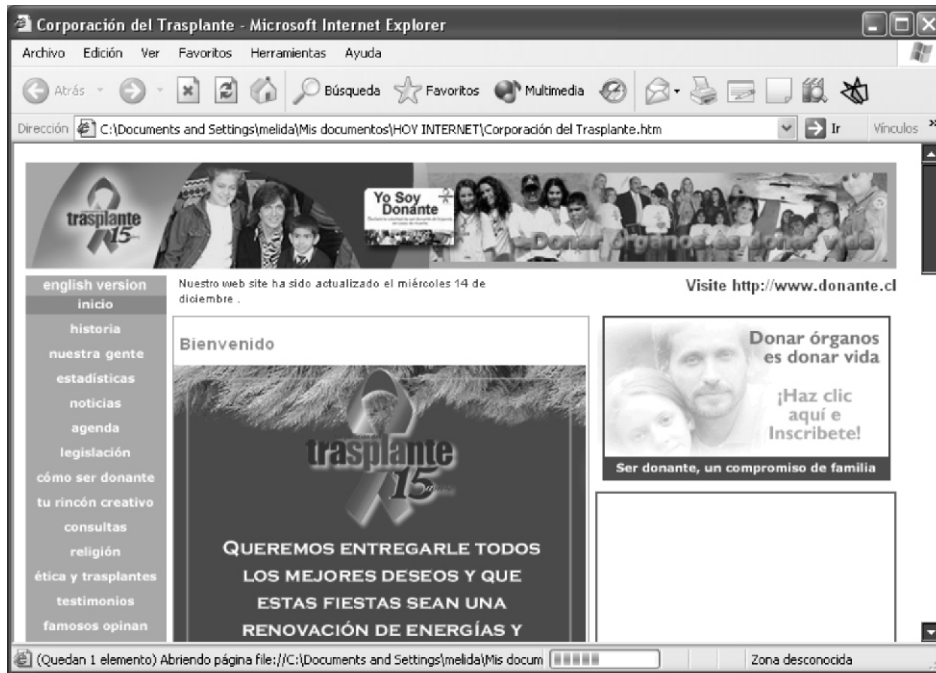 Corporación del Trasplante - Microsoft Internet Explorer
Archivo Edición Ver Favoritos Herramientas Ayuda
Atrás Búsqueda Favoritos Multimedia
Dirección C:\Documents and Settings\melida\Mis documentos\HOY INTERNET\Corporación del Trasplante.htm Ir Vínculos »
trasplante
15
Yo Soy
Donante
Donar órganos es donar vida
english version
inicio
historia
nuestra gente
estadísticas
noticias
agenda
legislación
cómo ser donante
tu rincón creativo
consultas
religión
ética y trasplantes
testimonios
famosos opinan
Nuestro web site ha sido actualizado el miércoles 14 de
diciembre .
Visite http://www.donante.cl
Bienvenido
trasplante
15
QUEREMOS ENTREGARLE TODOS
LOS MEJORES DESEOS Y QUE
ESTAS FIESTAS SEAN UNA
RENOVACIÓN DE ENERGÍAS Y
Donar órganos
es donar vida
¡Haz clic
aquí e
Inscribete!
Ser donante, un compromiso de familia
(Quedan 1 elemento) Abriendo página file://C:\Documents and Settings\melida\Mis docum Zona desconocida